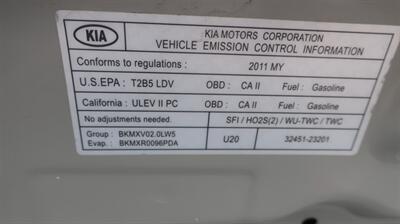 KIA
KIA MOTORS CORPORATION
VEHICLE EMISSION CONTROL INFORMATION
Conforms to regulations : 2011 MY
U.S.EPA : T2B5 LDV OBD : CA II Fuel : Gasoline
California : ULEV II PC OBD : CA II Fuel : Gasoline
No adjustments needed. SFI / HO2S(2) / WU-TWC / TWC
Group : BKMXV02.0LW5
Evap. : BKMXR0096PDA U20 32451-23201